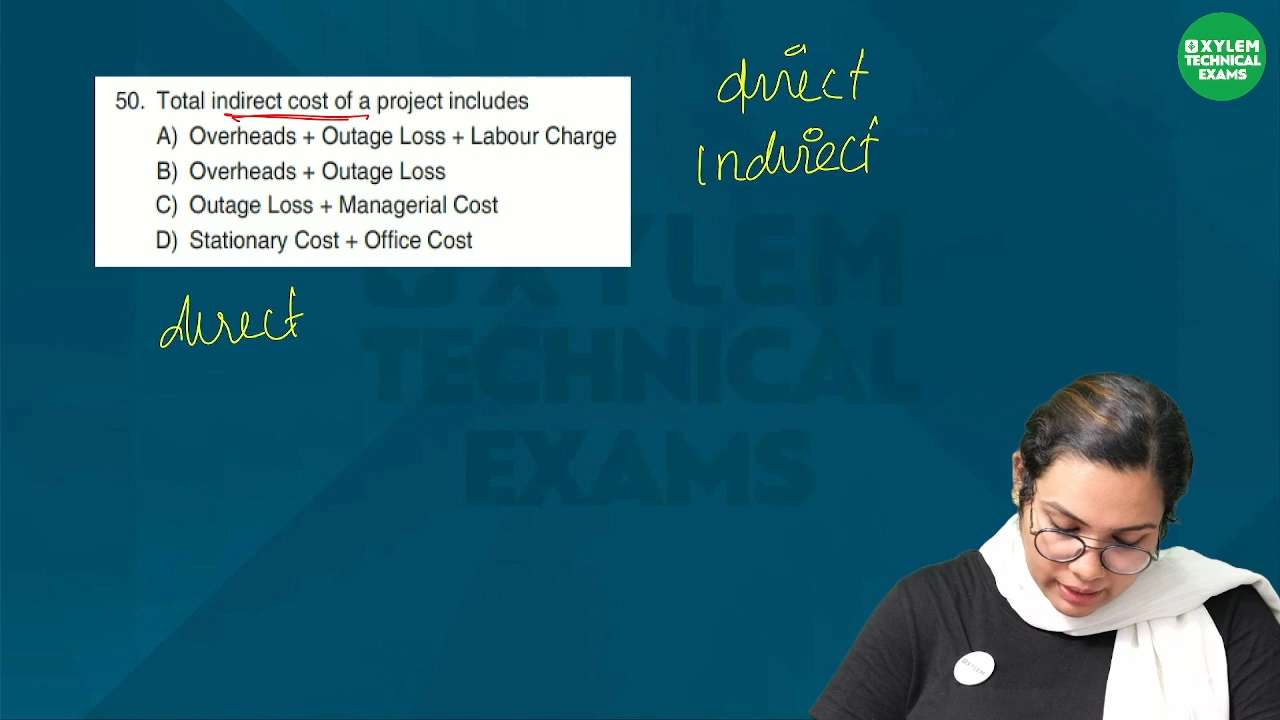 50. Total indirect cost of a project includes
A) Overheads + Outage Loss + Labour Charge
B) Overheads + Outage Loss
C) Outage Loss + Managerial Cost
D) Stationary Cost + Office Cost
direct
Indirect
direct
XYLEM
TECHNICAL
EXAMS
XYLEM
TECHNICAL
EXAMS
XYLEM